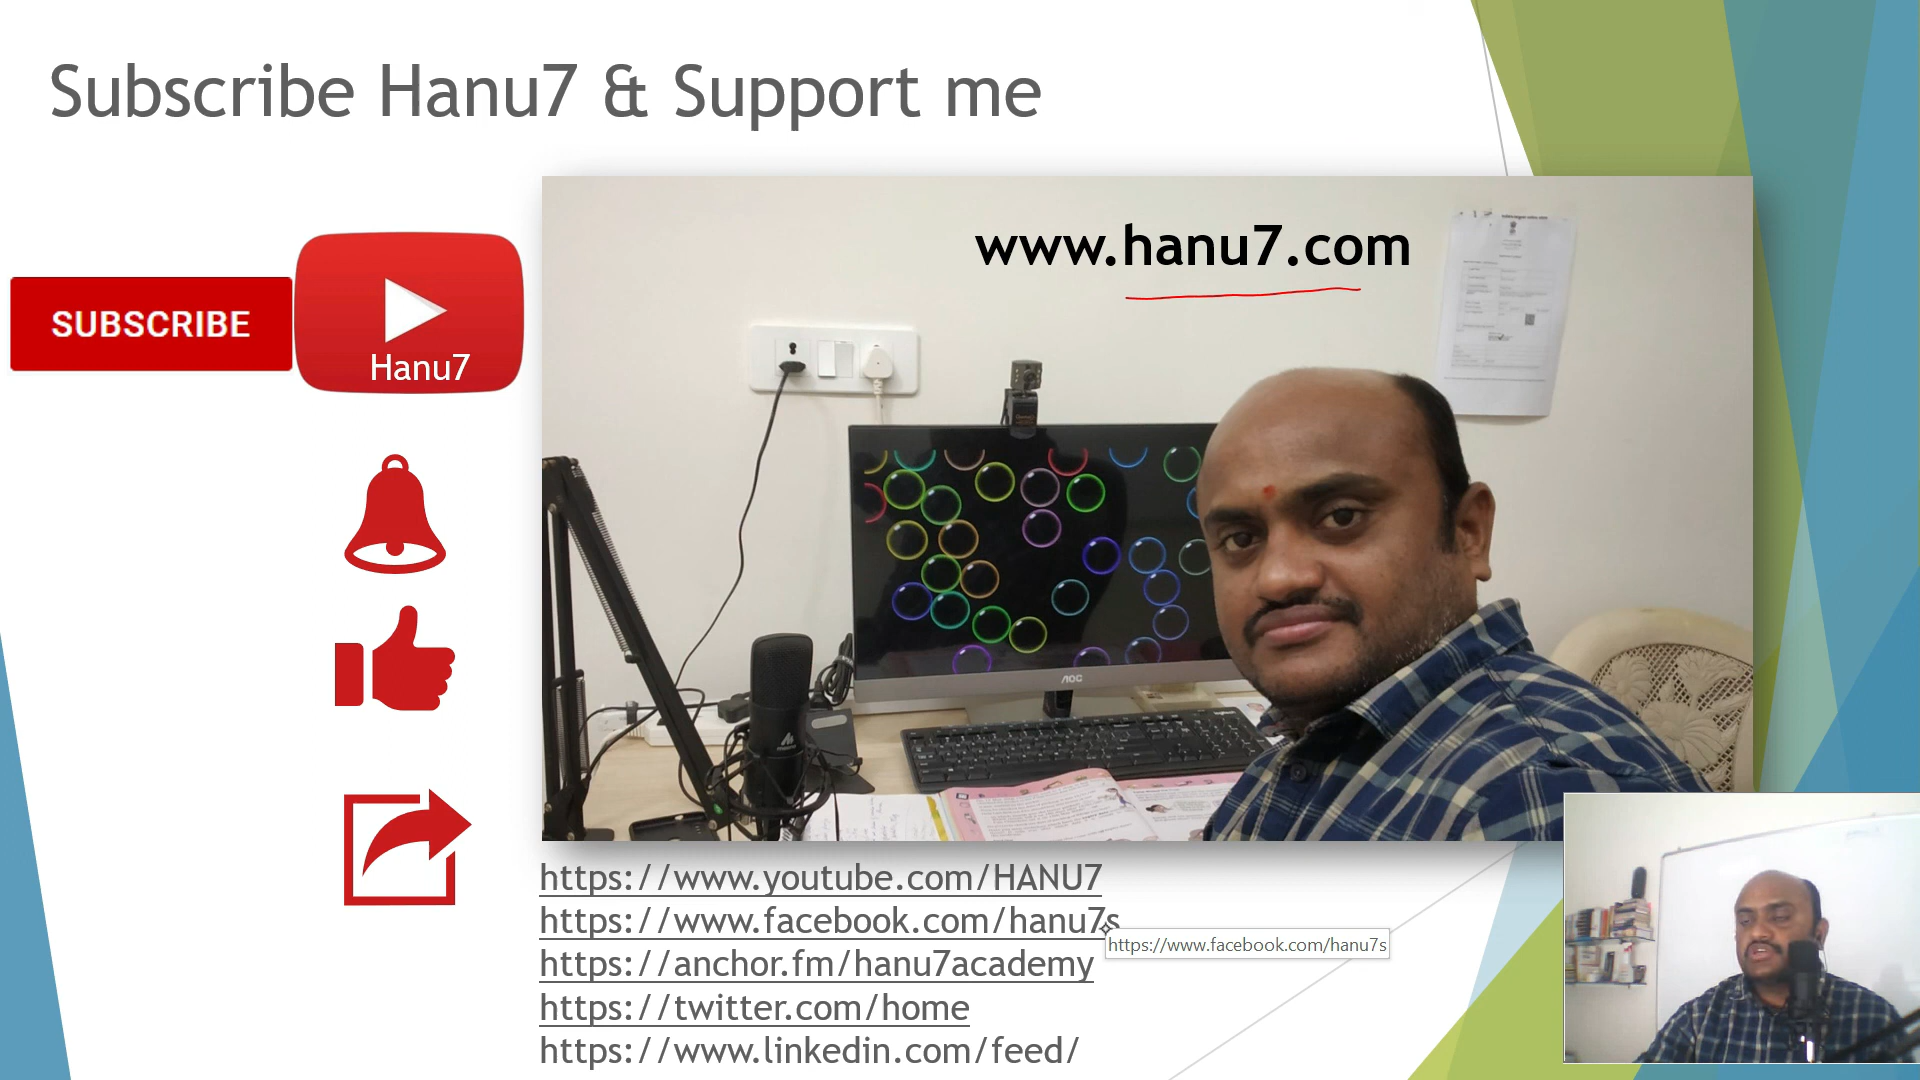 Subscribe Hanu7 & Support me
www.hanu7.com
SUBSCRIBE
Hanu7
AOC
https://www.youtube.com/HANU7
https://www.facebook.com/hanu7s
https://www.facebook.com/hanu7s
https://anchor.fm/hanu7academy
https://twitter.com/home
https://www.linkedin.com/feed/